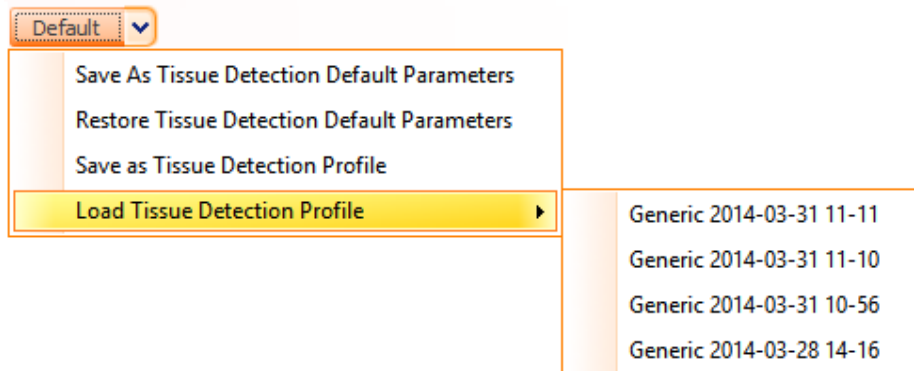 Default
Save As Tissue Detection Default Parameters
Restore Tissue Detection Default Parameters
Save as Tissue Detection Profile
Load Tissue Detection Profile
Generic 2014-03-31 11-11
Generic 2014-03-31 11-10
Generic 2014-03-31 10-56
Generic 2014-03-28 14-16